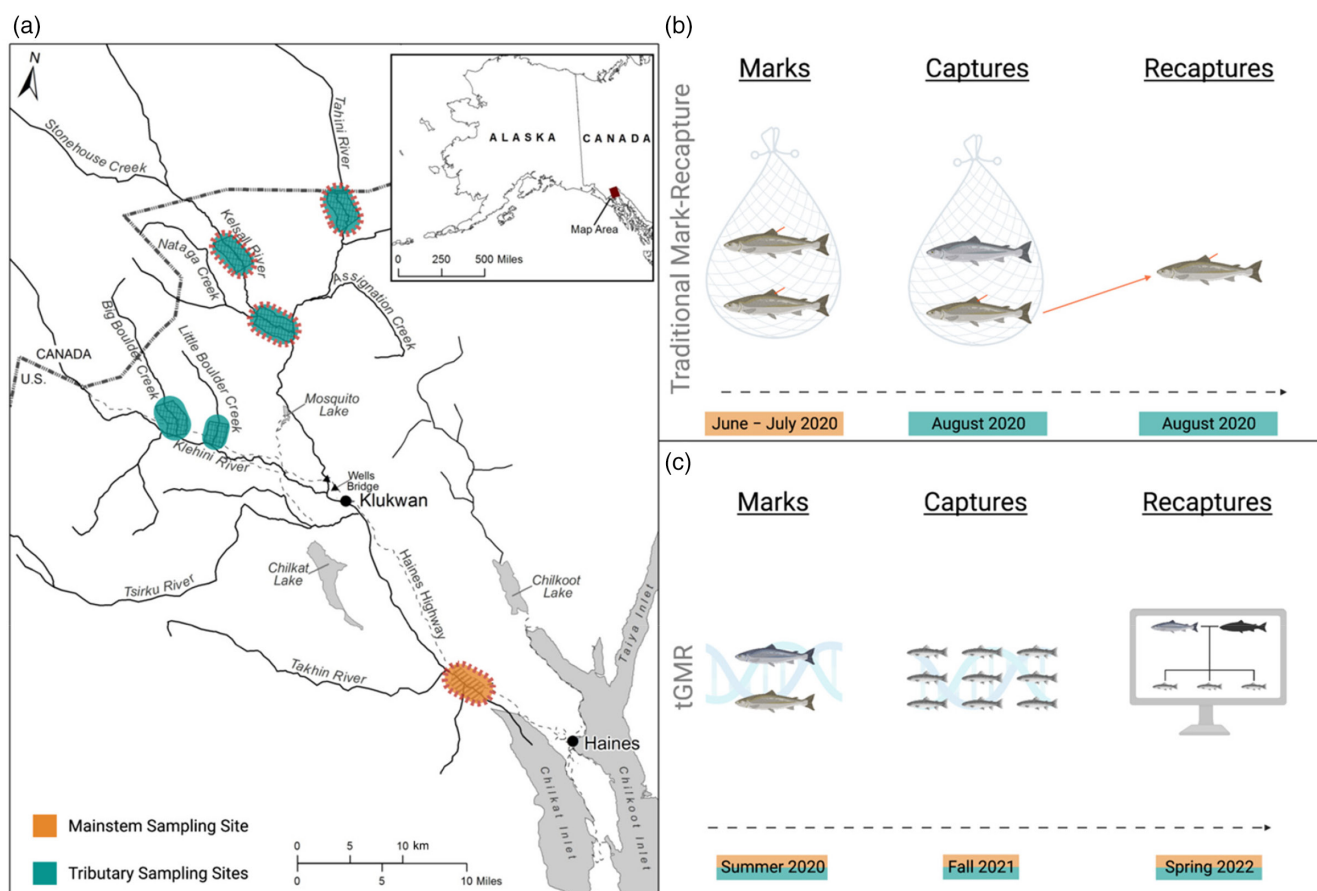 (a)
N
Stonehouse Creek
Tahini River
Kelsall River
Nataga Creek
Assignation Creek
Big Boulder Creek
Little Boulder Creek
CANADA
U.S.
Mosquito
Lake
Klehini River
Wells
Bridge
Klukwan
Chilkat
Lake
Tsirku River
Haines Highway
Chilkoot
Lake
Taiya Inlet
Takhin River
Haines
Chilkat Inlet
Chilkoot Inlet
ALASKA
CANADA
Map Area
0 250 500 Miles
Mainstem Sampling Site
Tributary Sampling Sites
0 5 10 km
0 5 10 Miles
(b)
Traditional Mark-Recapture
Marks
Captures
Recaptures
June – July 2020
August 2020
August 2020
(c)
tGMR
Marks
Captures
Recaptures
Summer 2020
Fall 2021
Spring 2022